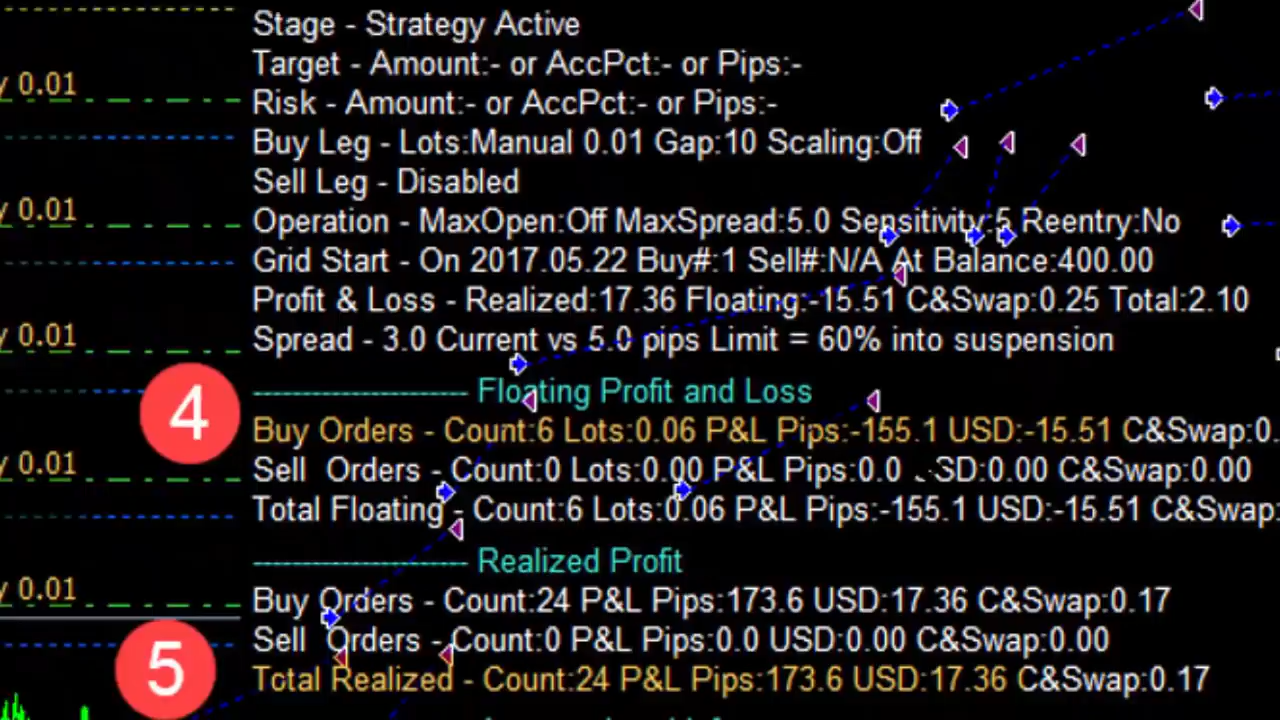 Stage - Strategy Active
Target - Amount:- or AccPct:- or Pips:-
y 0.01
Risk - Amount:- or AccPct:- or Pips:-
Buy Leg - Lots:Manual 0.01 Gap:10 Scaling:Off
Sell Leg - Disabled
y 0.01
Operation - MaxOpen:Off MaxSpread:5.0 Sensitivity:5 Reentry:No
Grid Start - On 2017.05.22 Buy#:1 Sell#:N/A At Balance:400.00
Profit & Loss - Realized:17.36 Floating:-15.51 C&Swap:0.25 Total:2.10
y 0.01
Spread - 3.0 Current vs 5.0 pips Limit = 60% into suspension
---------------------- Floating Profit and Loss
4
Buy Orders - Count:6 Lots:0.06 P&L Pips:-155.1 USD:-15.51 C&Swap:0.
y 0.01
Sell Orders - Count:0 Lots:0.00 P&L Pips:0.0 SD:0.00 C&Swap:0.00
Total Floating - Count:6 Lots:0.06 P&L Pips:-155.1 USD:-15.51 C&Swap:
---------------------- Realized Profit
y 0.01
Buy Orders - Count:24 P&L Pips:173.6 USD:17.36 C&Swap:0.17
Sell Orders - Count:0 P&L Pips:0.0 USD:0.00 C&Swap:0.00
5
Total Realized - Count:24 P&L Pips:173.6 USD:17.36 C&Swap:0.17